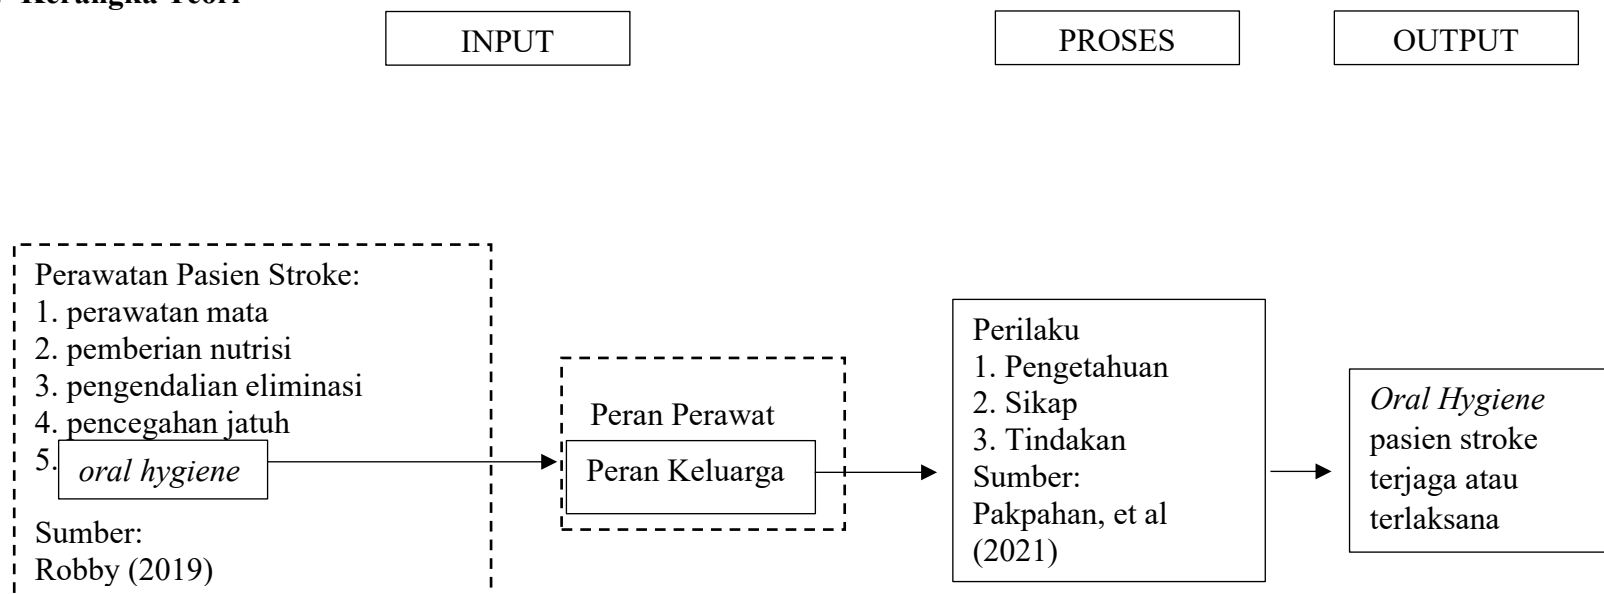 Kerangka Teori
INPUT
PROSES
OUTPUT
Perawatan Pasien Stroke:
1. perawatan mata
2. pemberian nutrisi
3. pengendalian eliminasi
4. pencegahan jatuh
5. oral hygiene
Sumber:
Robby (2019)
Peran Perawat
Peran Keluarga
Perilaku
1. Pengetahuan
2. Sikap
3. Tindakan
Sumber:
Pakpahan, et al
(2021)
Oral Hygiene
pasien stroke
terjaga atau
terlaksana